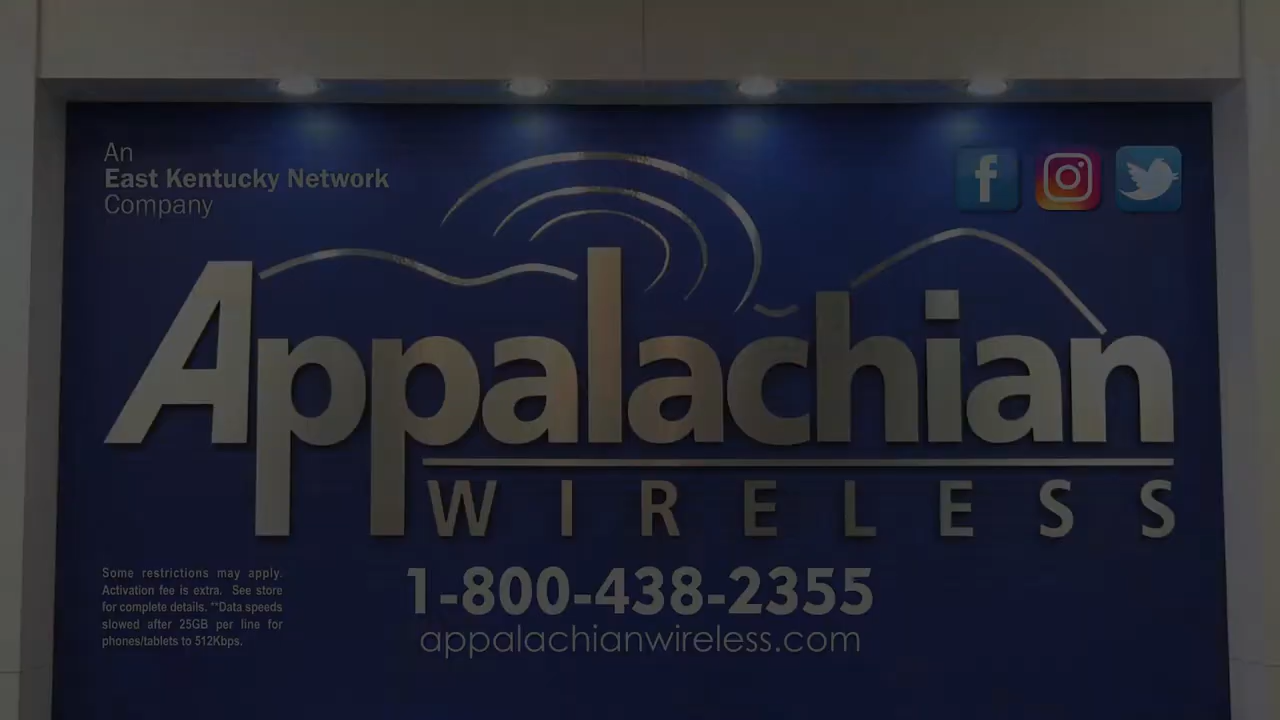 An
East Kentucky Network
Company
Appalachian
WIRELESS
Some restrictions may apply.
Activation fee is extra. See store
for complete details. **Data speeds
slowed after 25GB per line for
phones/tablets to 512Kbps.
1-800-438-2355
appalachianwireless.com